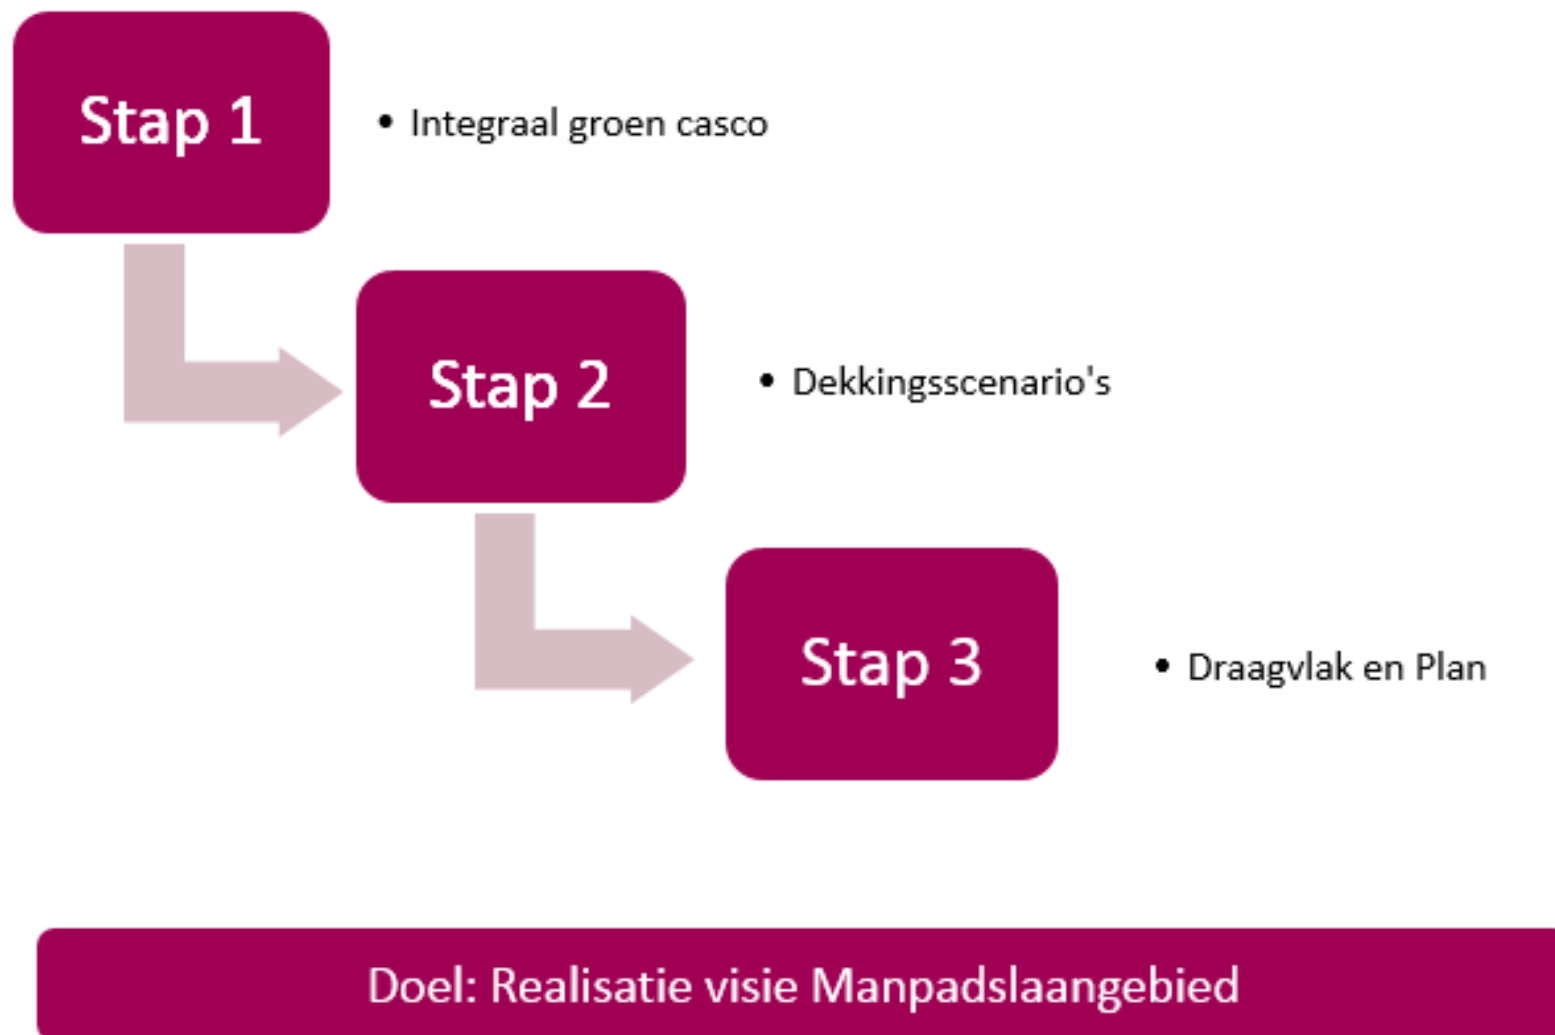 Stap 1
• Integraal groen casco
Stap 2
• Dekkingsscenario's
Stap 3
• Draagvlak en Plan
Doel: Realisatie visie Manpadslaangebied